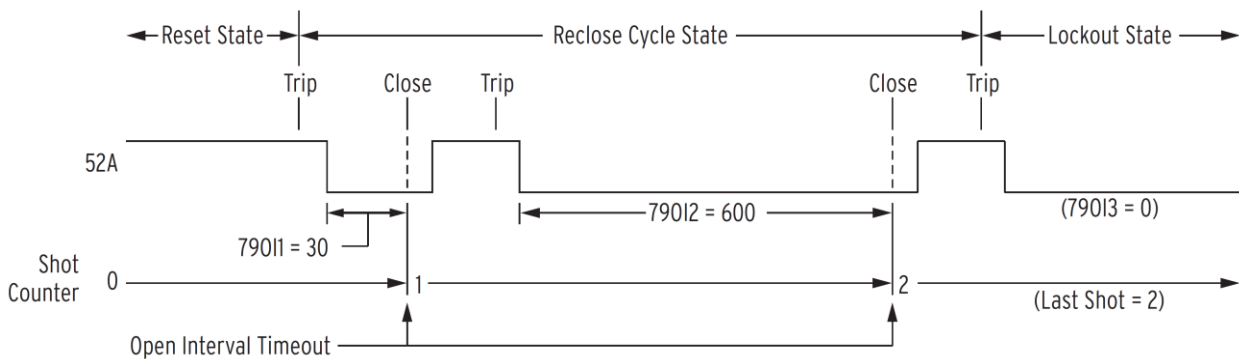 Reset State
Reclose Cycle State
Lockout State
Trip
Close
Trip
Close
Trip
52A
79OI1 = 30
79OI2 = 600
(79OI3 = 0)
Shot
Counter
0
1
2
(Last Shot = 2)
Open Interval Timeout